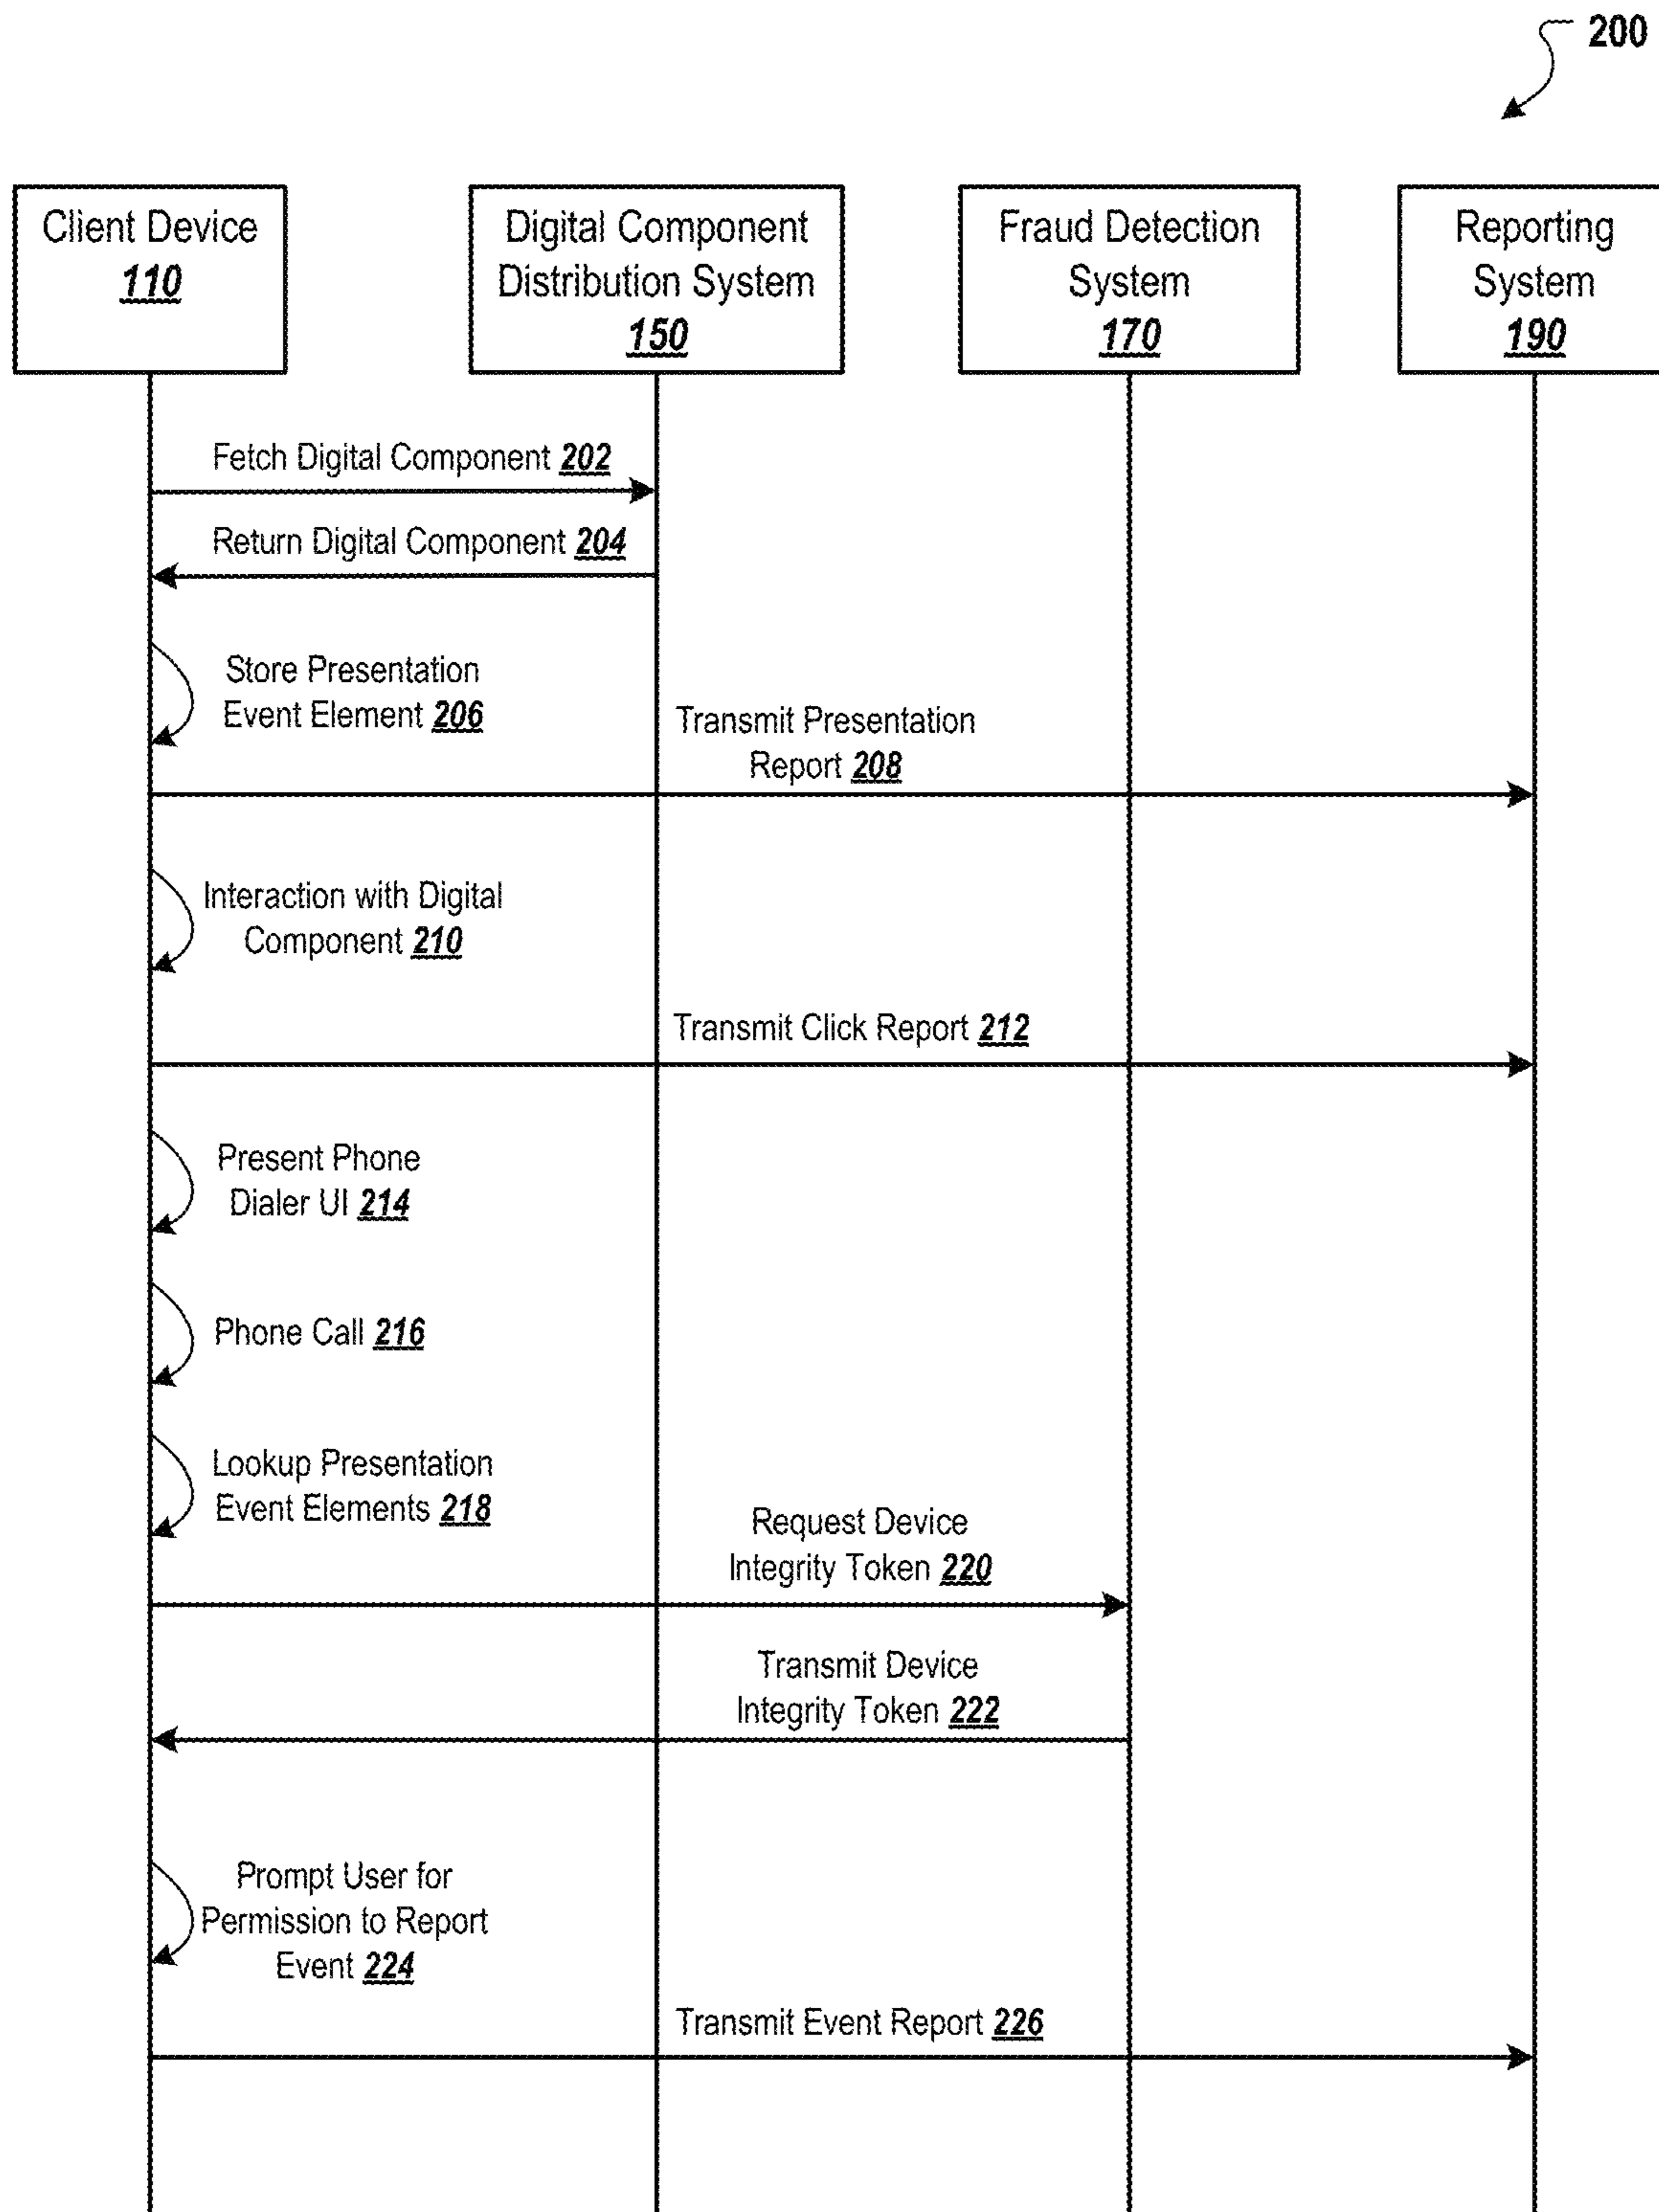 200
Client Device
110
Digital Component
Distribution System
150
Fraud Detection
System
170
Reporting
System
190
Fetch Digital Component 202
Return Digital Component 204
Store Presentation
Event Element 206
Transmit Presentation
Report 208
Interaction with Digital
Component 210
Transmit Click Report 212
Present Phone
Dialer UI 214
Phone Call 216
Lookup Presentation
Event Elements 218
Request Device
Integrity Token 220
Transmit Device
Integrity Token 222
Prompt User for
Permission to Report
Event 224
Transmit Event Report 226